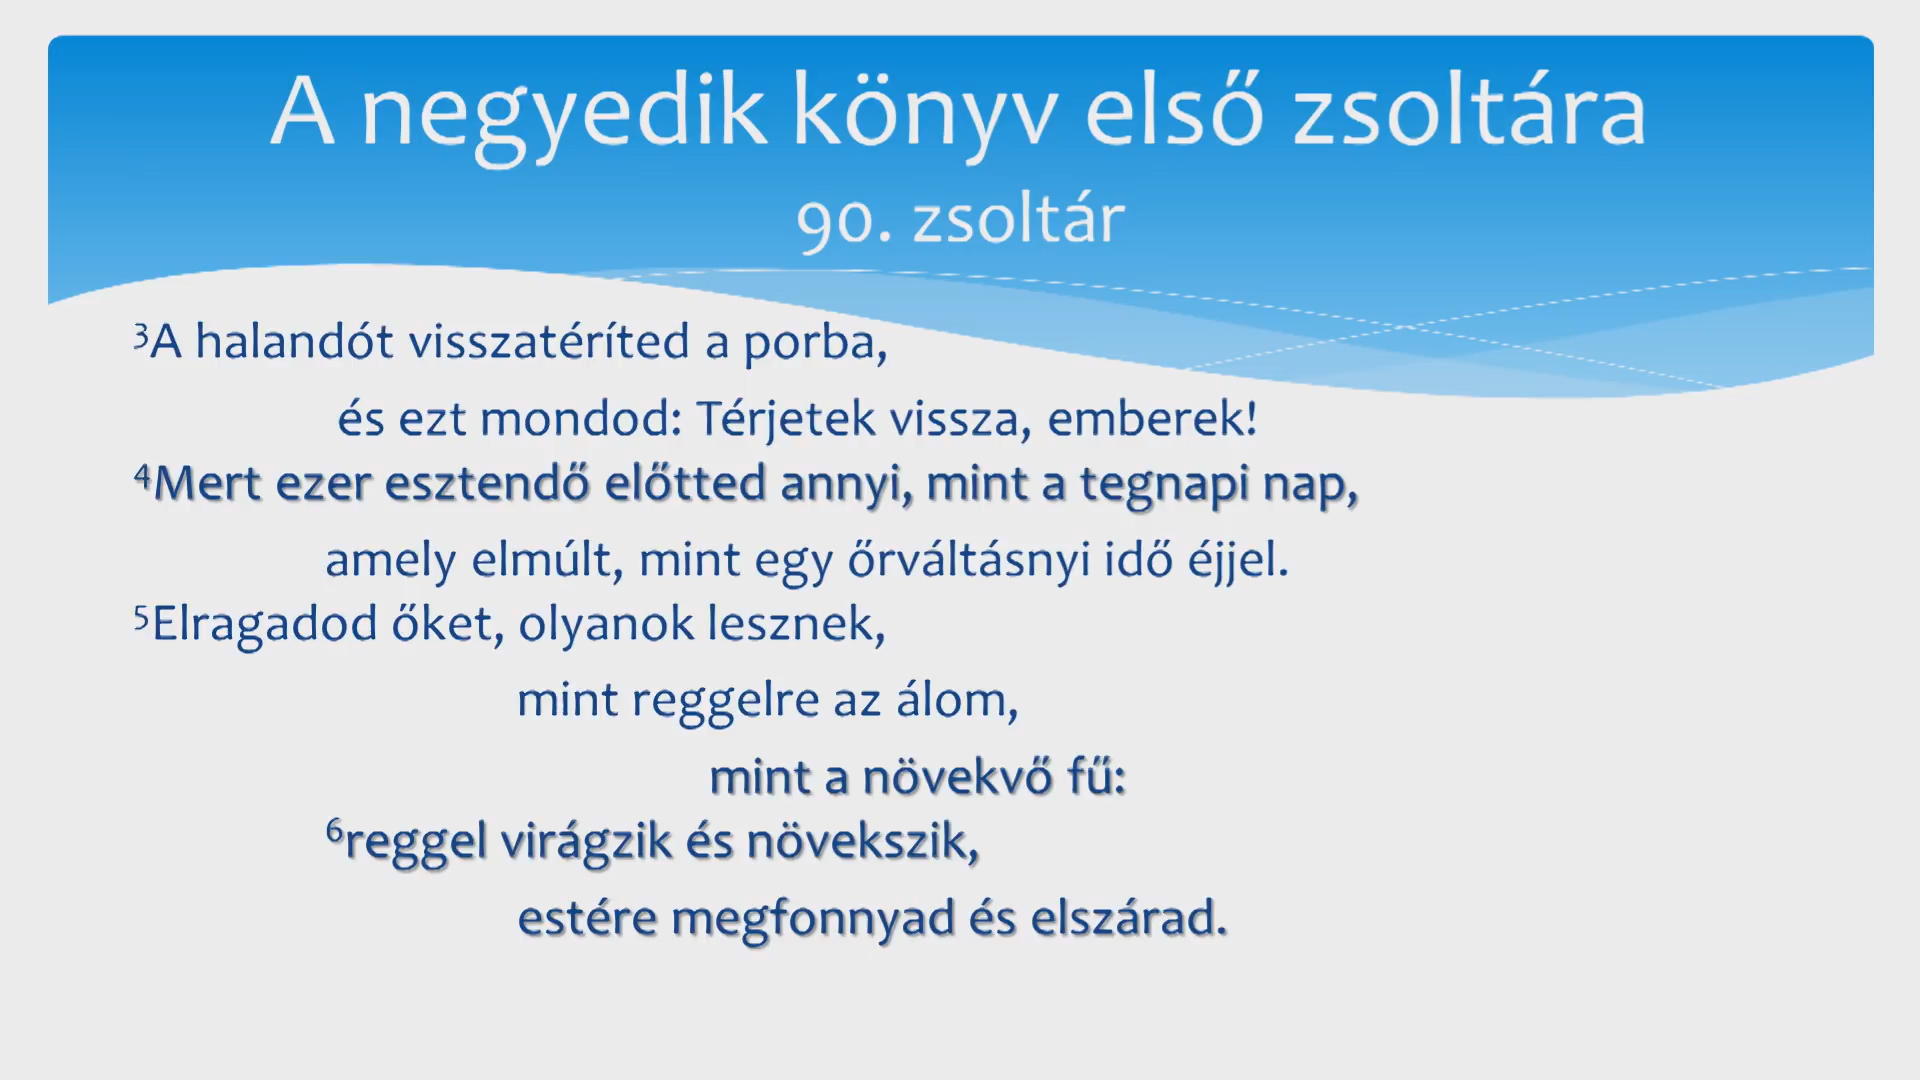 A negyedik könyv első zsoltára
90. zsoltár
³A halandót visszatéríted a porba,
és ezt mondod: Térjetek vissza, emberek!
⁴Mert ezer esztendő előtted annyi, mint a tegnapi nap,
amely elmúlt, mint egy őrváltásnyi idő éjjel.
⁵Elragadod őket, olyanok lesznek,
mint reggelre az álom,
mint a növekvő fű:
⁶reggel virágzik és növekszik,
estére megfonnyad és elszárad.